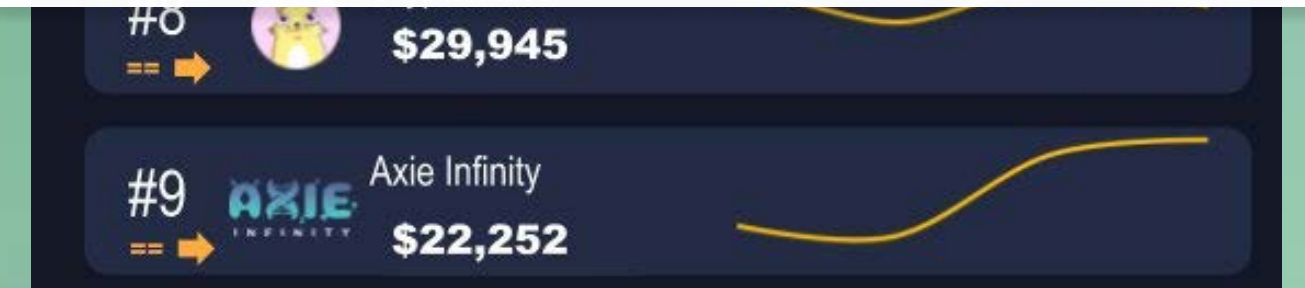 #8
$29,945
==
#9
AXIE
INFINITY
Axie Infinity
$22,252
==